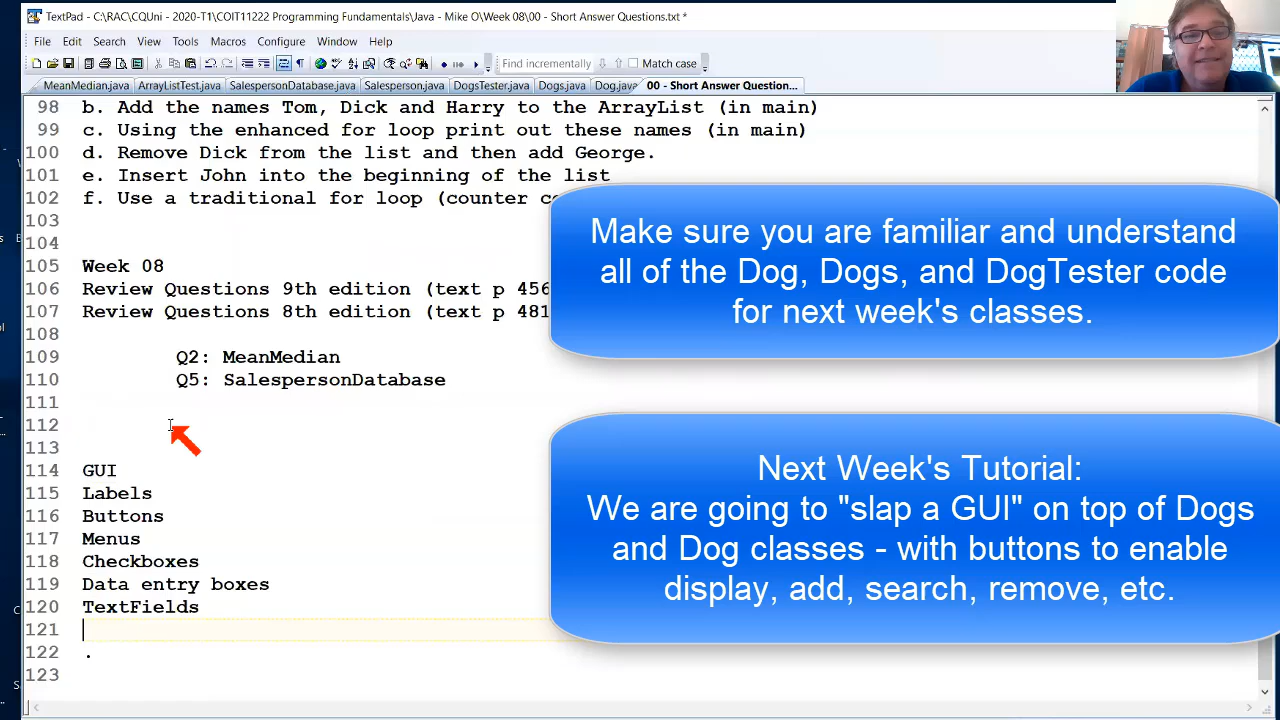 TextPad - C:\RAC\CQUni - 2020-T1\COIT11222 Programming Fundamentals\Java - Mike O\Week 08\00 - Short Answer Questions.txt *
File Edit Search View Tools Macros Configure Window Help
Find incrementally Match case
MeanMedian.java ArrayListTest.java SalespersonDatabase.java Salesperson.java DogsTester.java Dogs.java Dog.java 00 - Short Answer Question...
98 b. Add the names Tom, Dick and Harry to the ArrayList (in main)
99 c. Using the enhanced for loop print out these names (in main)
100 d. Remove Dick from the list and then add George.
101 e. Insert John into the beginning of the list
102 f. Use a traditional for loop (counter co
103
104
105 Week 08
106 Review Questions 9th edition (text p 456
107 Review Questions 8th edition (text p 481
108
109 Q2: MeanMedian
110 Q5: SalespersonDatabase
111
112
113
114 GUI
115 Labels
116 Buttons
117 Menus
118 Checkboxes
119 Data entry boxes
120 TextFields
121
122 .
123
Make sure you are familiar and understand
all of the Dog, Dogs, and DogTester code
for next week's classes.
Next Week's Tutorial:
We are going to "slap a GUI" on top of Dogs
and Dog classes - with buttons to enable
display, add, search, remove, etc.